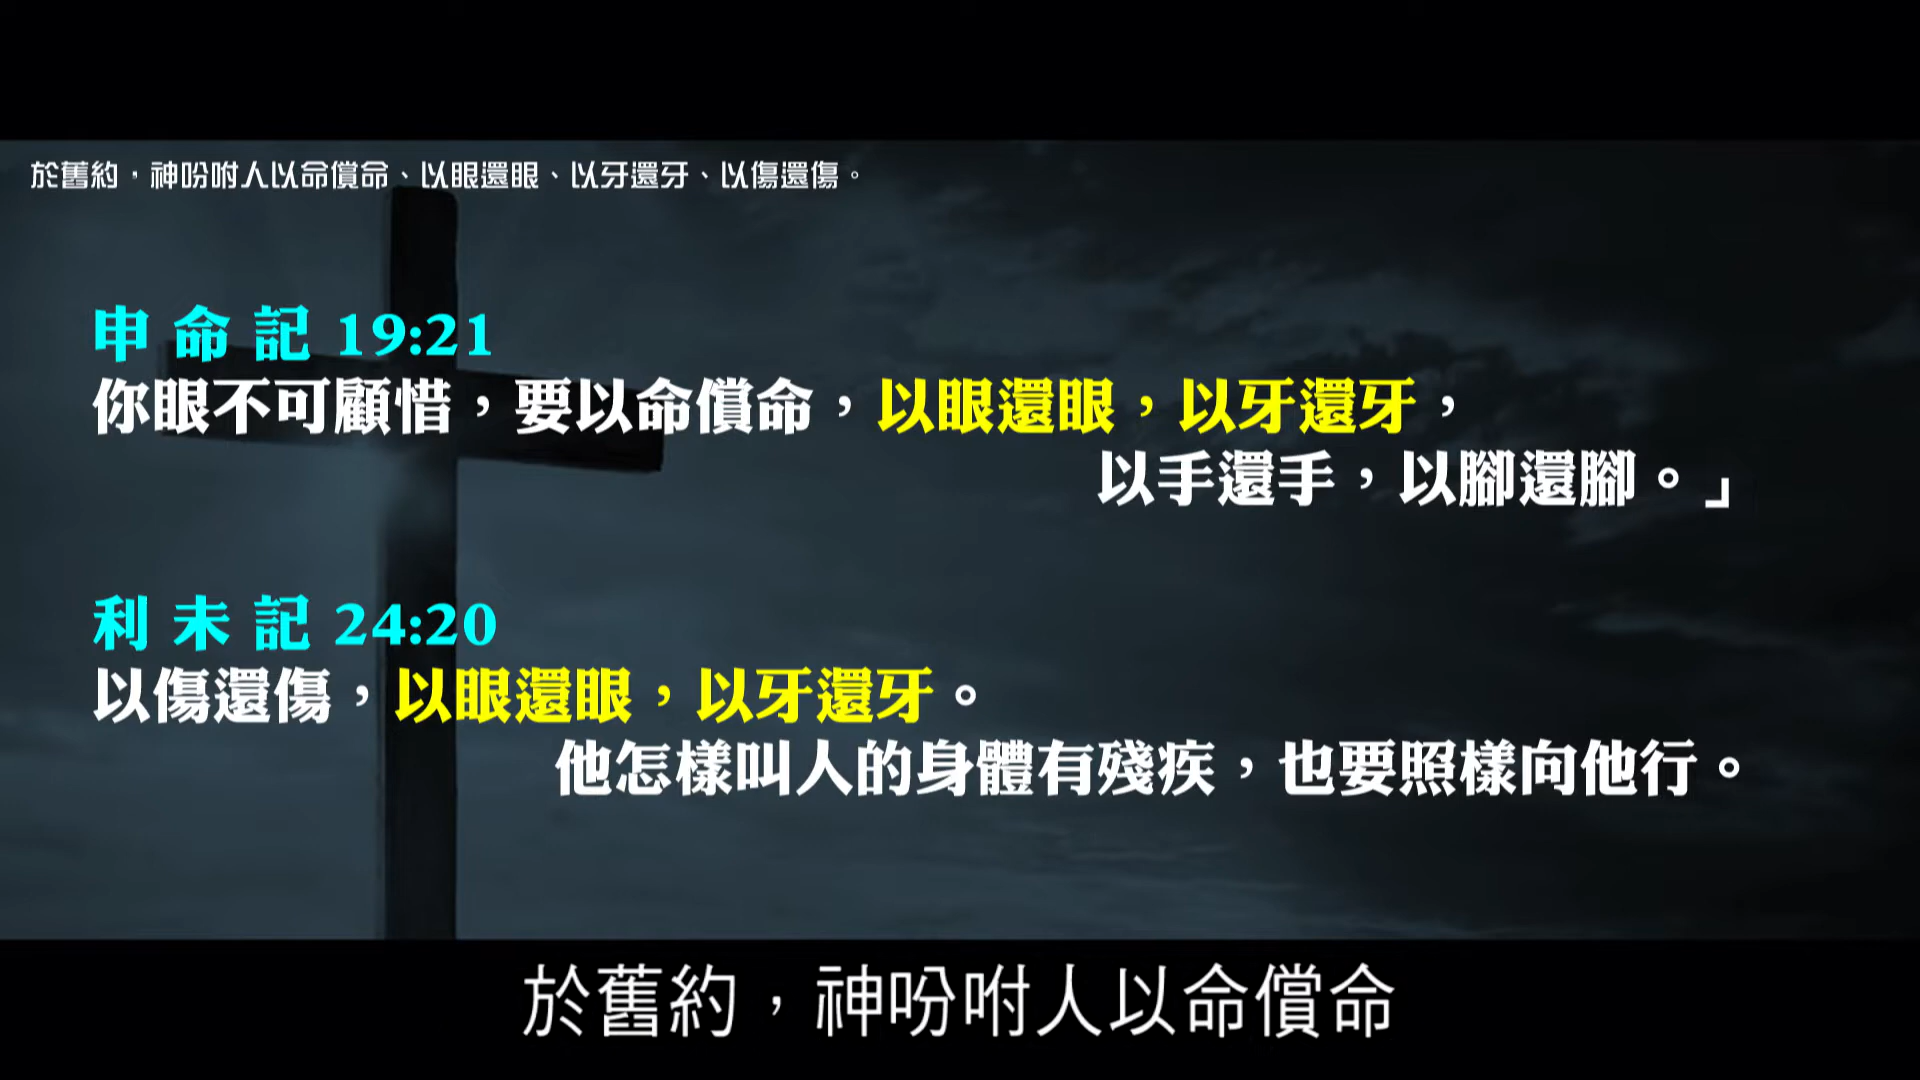 於舊約，神吩咐人以命償命、以眼還眼、以牙還牙、以傷還傷。
申命記 19:21
你眼不可顧惜，要以命償命，以眼還眼，以牙還牙，
以手還手，以腳還腳。」
利未記 24:20
以傷還傷，以眼還眼，以牙還牙。
他怎樣叫人的身體有殘疾，也要照樣向他行。
於舊約，神吩咐人以命償命